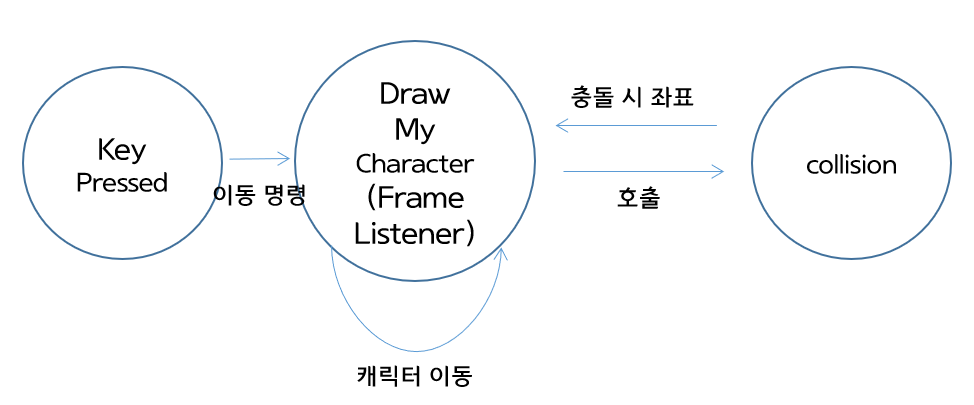 Key
Pressed
이동 명령
Draw
My
Character
(Frame
Listener)
캐릭터 이동
충돌 시 좌표
호출
collision